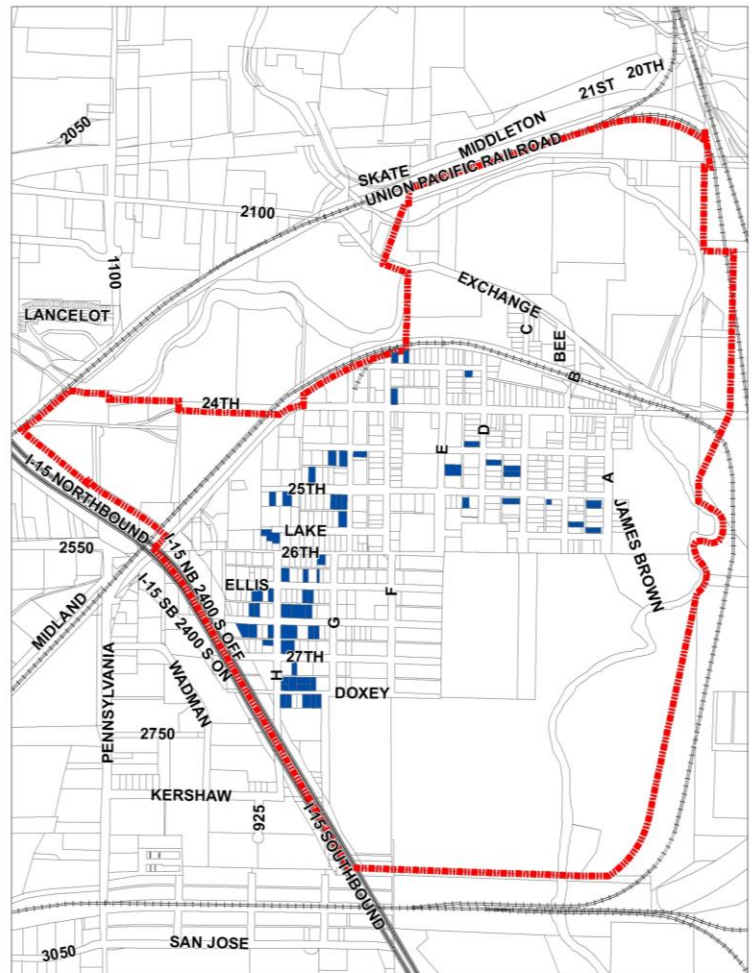 20TH
21ST
MIDDLETON
2050
SKATE
UNION PACIFIC RAILROAD
2100
1100
EXCHANGE
LANCELOT
C
BEE
B
24TH
D
E
A
25TH
I-15 NORTHBOUND
JAMES BROWN
LAKE
2550
I-15 NB 2400 S OFF
26TH
I-15 SB 2400 S ON
ELLIS
F
MIDLAND
G
27TH
PENNSYLVANIA
WADMAN
H
DOXEY
2750
KERSHAW
925
I-15 SOUTHBOUND
SAN JOSE
3050